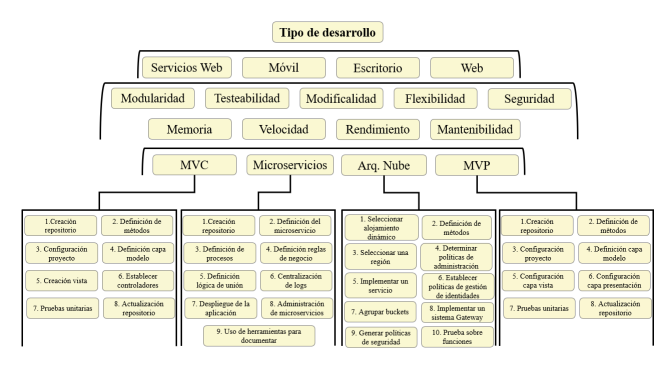 Tipo de desarrollo
Servicios Web
Móvil
Escritorio
Web
Modularidad
Testeabilidad
Modificalidad
Flexibilidad
Seguridad
Memoria
Velocidad
Rendimiento
Mantenibilidad
MVC
Microservicios
Arq. Nube
MVP
1.Creación
repositorio
2. Definición de
métodos
3. Configuración
proyecto
4. Definición capa
modelo
5. Creación vista
6. Establecer
controladores
7. Pruebas unitarias
8. Actualización
repositorio
1.Creación
repositorio
2. Definición del
microservicio
3. Definición de
procesos
4. Definición reglas
de negocio
5. Definición
lógica de unión
6. Centralización
de logs
7. Despliegue de la
aplicación
8. Administración
de microservicios
9. Uso de herramientas para
documentar
1. Seleccionar
alojamiento
dinámico
2. Definición de
métodos
3. Seleccionar una
región
4. Determinar
políticas de
administración
5. Implementar un
servicio
6. Establecer
políticas de gestión
de identidades
7. Agrupar buckets
8. Implementar un
sistema Gateway
9. Generar políticas
de seguridad
10. Prueba sobre
funciones
1.Creación
repositorio
2. Definición de
métodos
3. Configuración
proyecto
4. Definición capa
modelo
5. Configuración
capa vista
6. Configuración
capa presentación
7. Pruebas unitarias
8. Actualización
repositorio